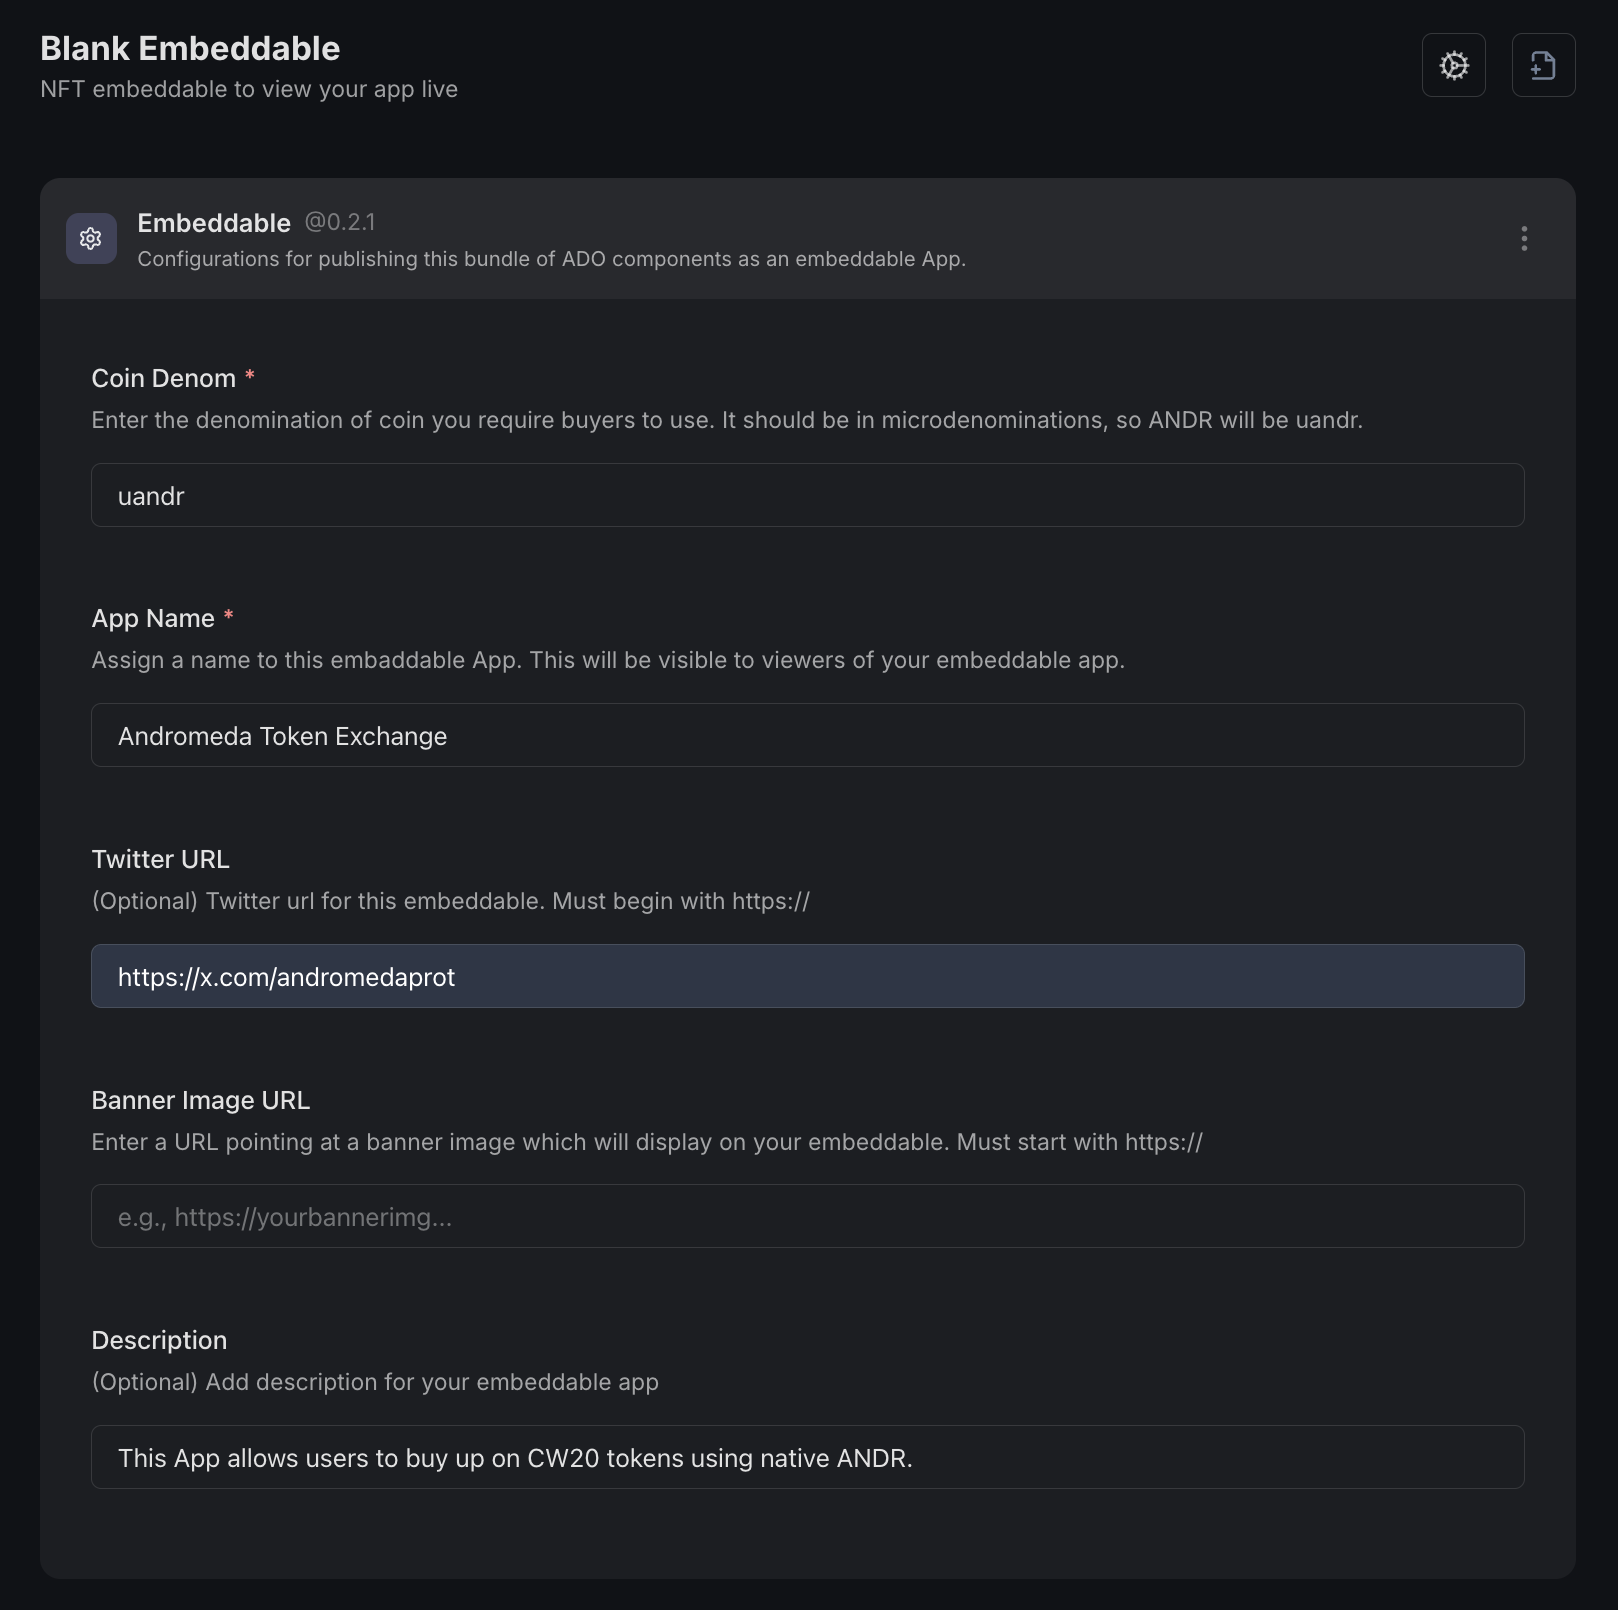 Blank Embeddable
NFT embeddable to view your app live
Embeddable @0.2.1
Configurations for publishing this bundle of ADO components as an embeddable App.
Coin Denom *
Enter the denomination of coin you require buyers to use. It should be in microdenominations, so ANDR will be uandr.
uandr
App Name *
Assign a name to this embaddable App. This will be visible to viewers of your embeddable app.
Andromeda Token Exchange
Twitter URL
(Optional) Twitter url for this embeddable. Must begin with https://
https://x.com/andromedaprot
Banner Image URL
Enter a URL pointing at a banner image which will display on your embeddable. Must start with https://
e.g., https://yourbannerimg...
Description
(Optional) Add description for your embeddable app
This App allows users to buy up on CW20 tokens using native ANDR.